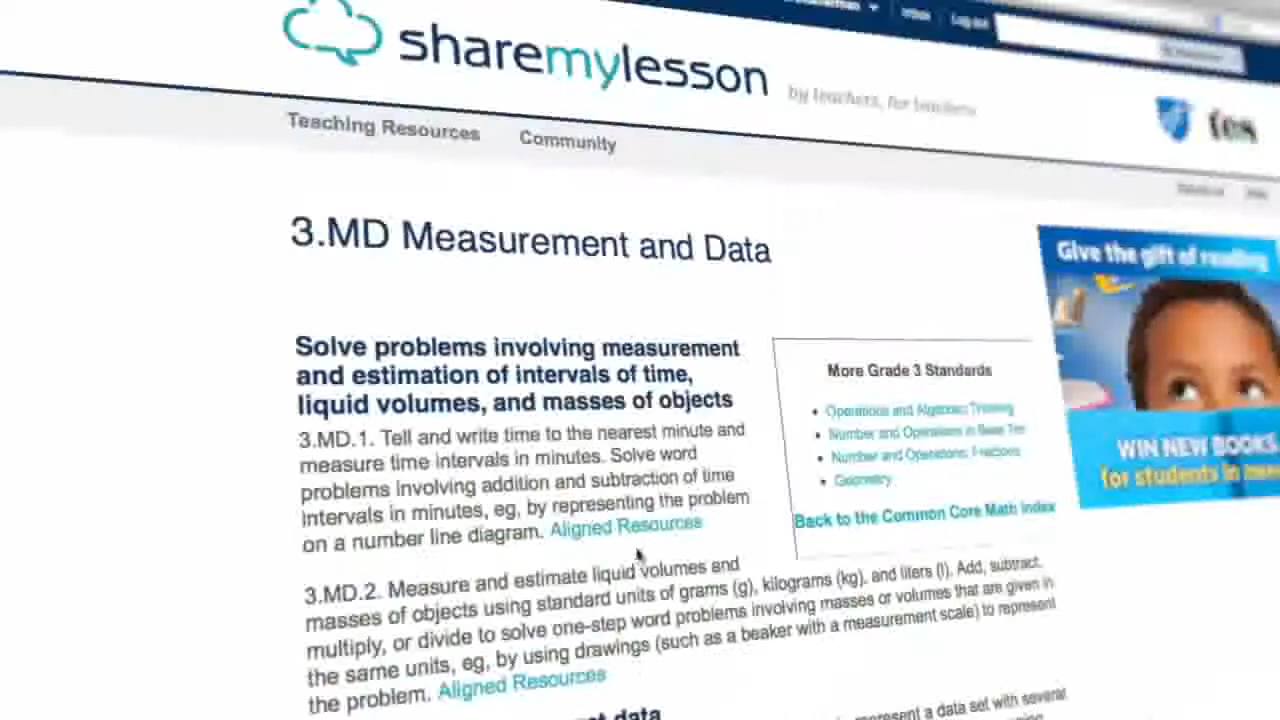 Log out
sharemylesson
by teachers, for teachers
tes
Teaching Resources
Community
3.MD Measurement and Data
Give the gift of reading
Solve problems involving measurement
and estimation of intervals of time,
liquid volumes, and masses of objects
3.MD.1. Tell and write time to the nearest minute and
measure time intervals in minutes. Solve word
problems involving addition and subtraction of time
intervals in minutes, eg, by representing the problem
on a number line diagram. Aligned Resources
More Grade 3 Standards
• Operations and Algebraic Thinking
• Number and Operations in Base Ten
• Number and Operations: Fractions
• Geometry
Back to the Common Core Math Index
WIN NEW BOOKS
for students in
3.MD.2. Measure and estimate liquid volumes and
masses of objects using standard units of grams (g), kilograms (kg), and liters (l). Add, subtract,
multiply, or divide to solve one-step word problems involving masses or volumes that are given in
the same units, eg, by using drawings (such as a beaker with a measurement scale) to represent
the problem. Aligned Resources
data
represent a data set with several